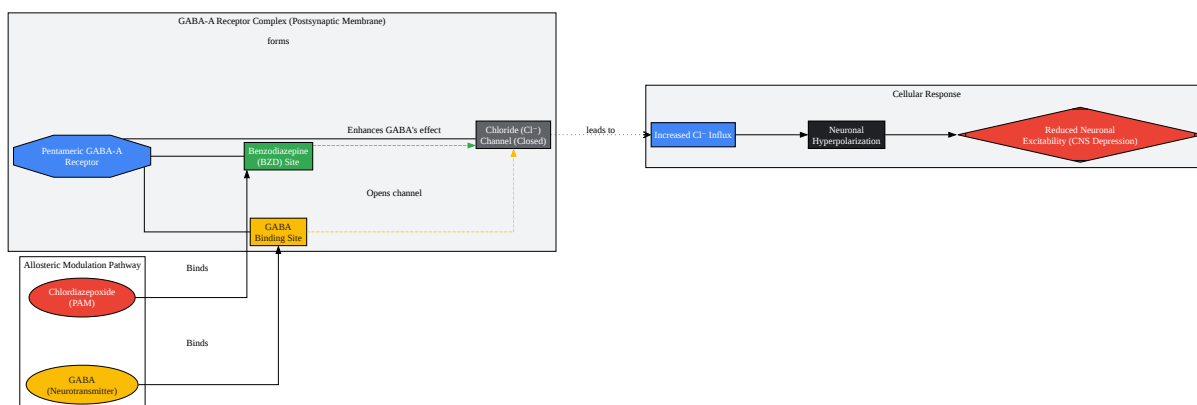 GABA-A Receptor Complex (Postsynaptic Membrane)
forms
Pentameric GABA-A
Receptor
Benzodiazepine
(BZD) Site
Enhances GABA's effect
Chloride (Cl⁻)
Channel (Closed)
Opens channel
GABA
Binding Site
leads to
Cellular Response
Increased Cl⁻ Influx
Neuronal
Hyperpolarization
Reduced Neuronal
Excitability (CNS Depression)
Allosteric Modulation Pathway
Chlordiazepoxide
(PAM)
Binds
GABA
(Neurotransmitter)
Binds